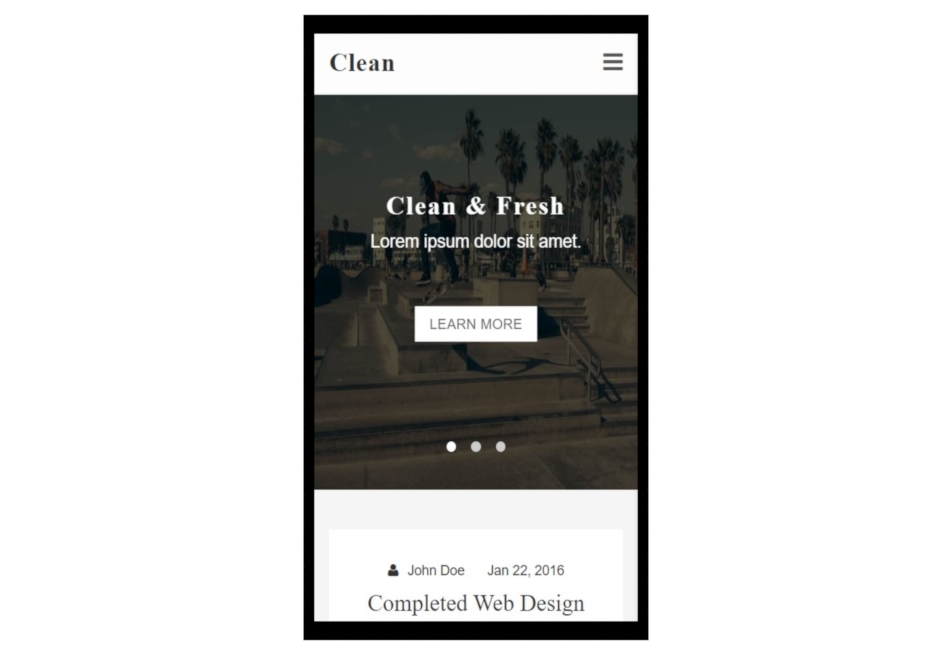 Clean
Clean & Fresh
Lorem ipsum dolor sit amet.
LEARN MORE
John Doe Jan 22, 2016
Completed Web Design